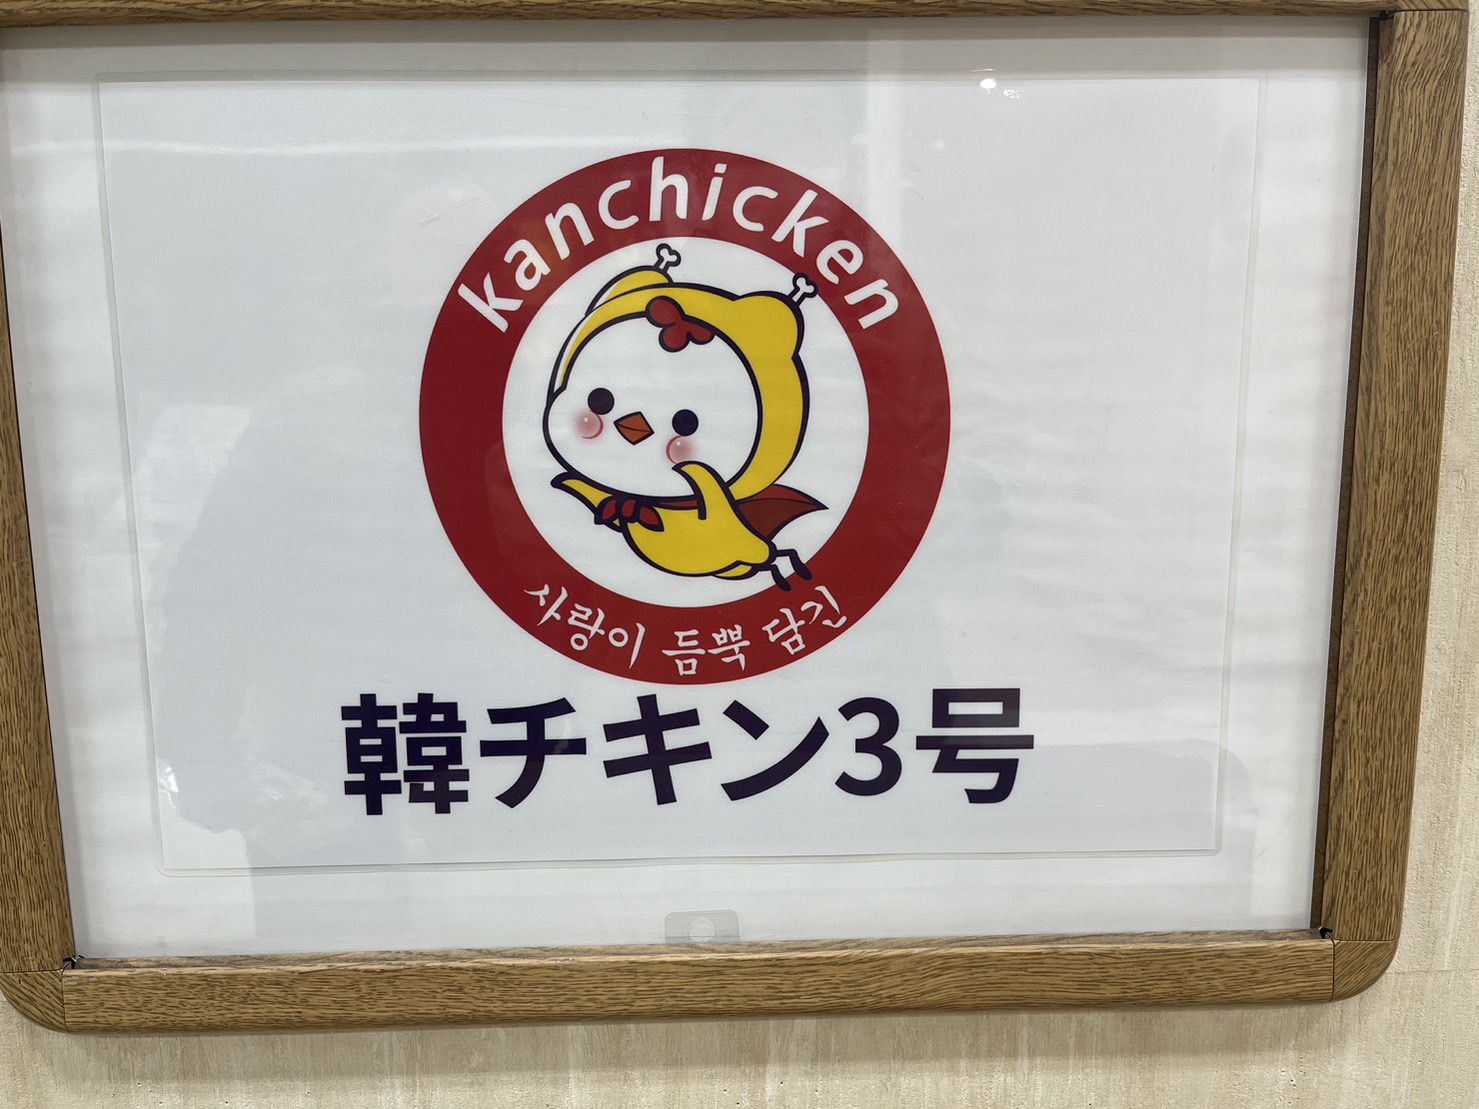 kanchicken
사랑이 듬뿍 담긴
韓チキン3号